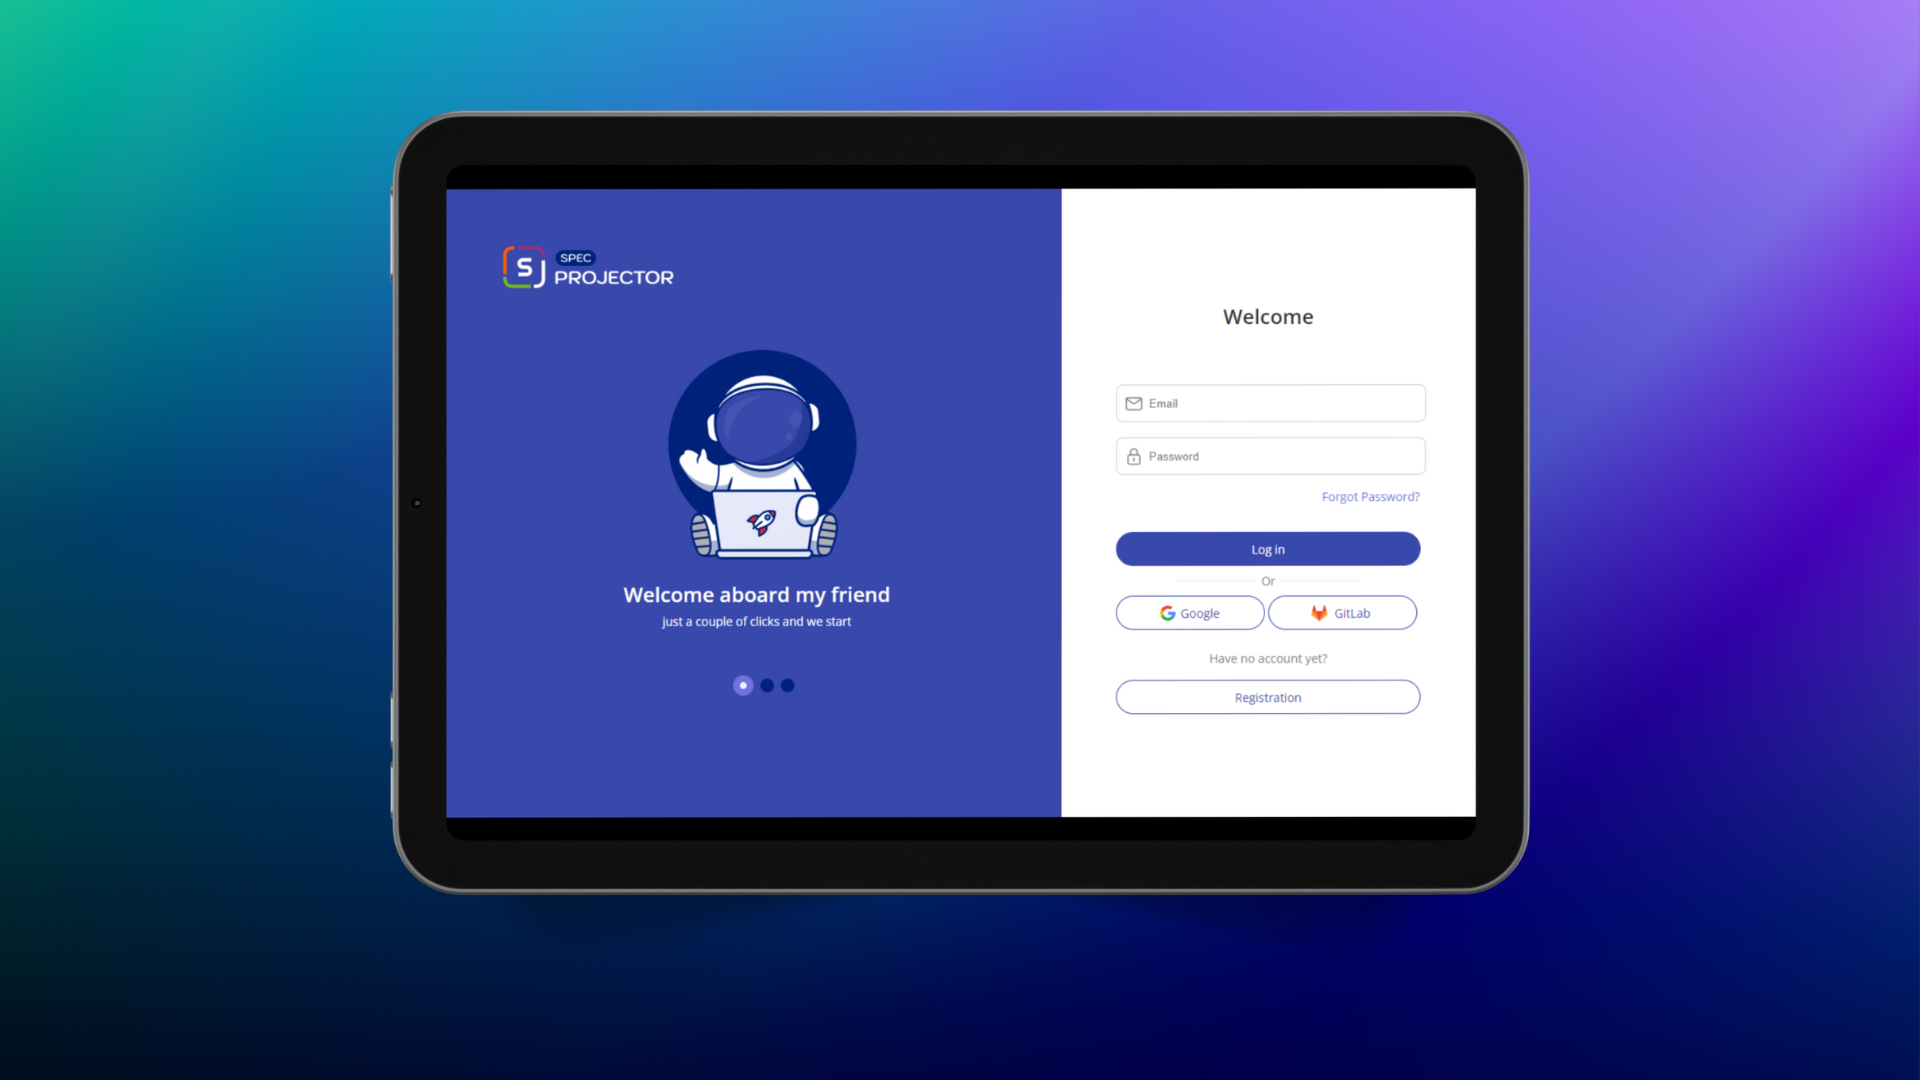 S
SPEC
PROJECTOR
Welcome aboard my friend
just a couple of clicks and we start
Welcome
Email
Password
Forgot Password?
Log in
Or
Google
GitLab
Have no account yet?
Registration